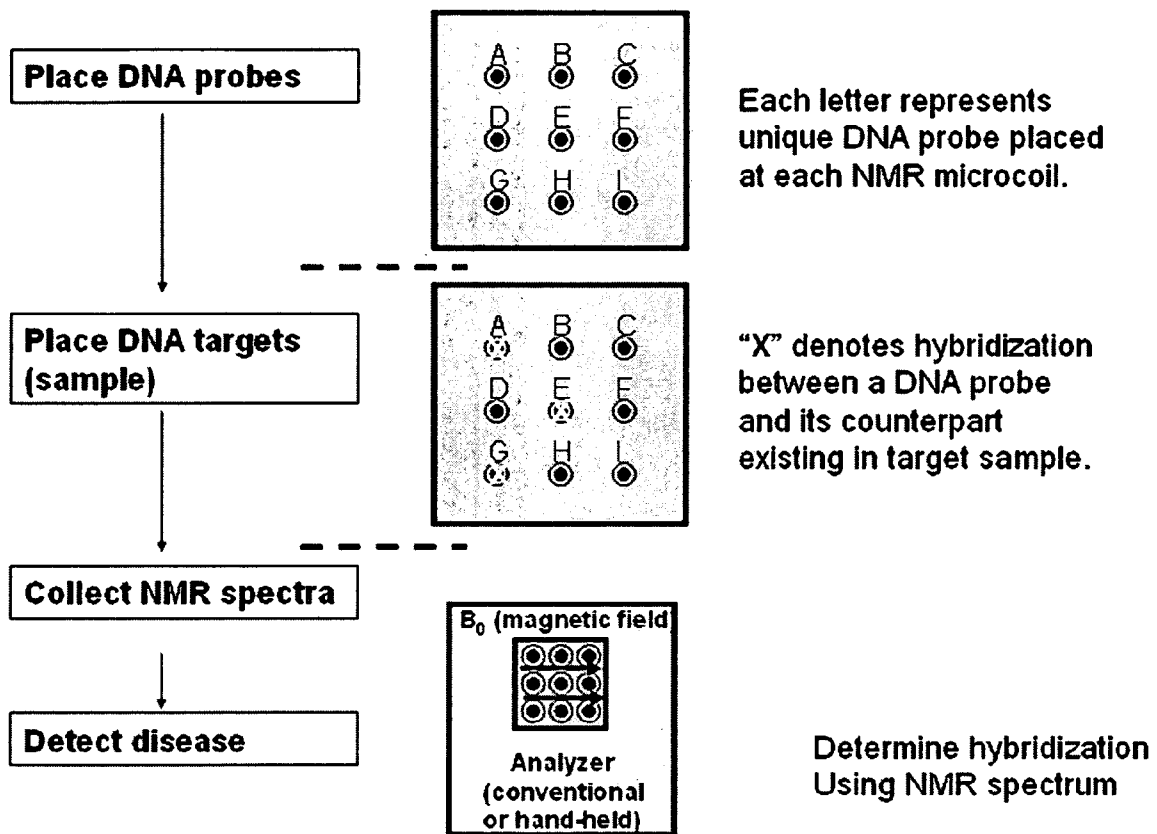 Place DNA probes
A B C
D E F
G H I
Each letter represents
unique DNA probe placed
at each NMR microcoil.
Place DNA targets
(sample)
A B C
D E F
G H I
“X” denotes hybridization
between a DNA probe
and its counterpart
existing in target sample.
Collect NMR spectra
B₀ (magnetic field)
Detect disease
Analyzer
(conventional
or hand-held)
Determine hybridization
Using NMR spectrum